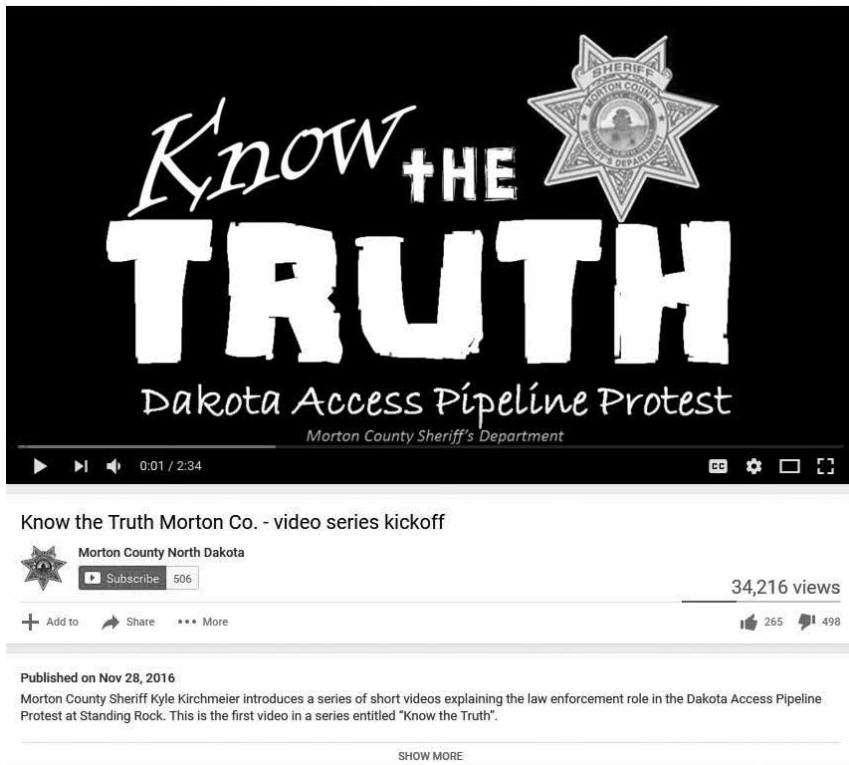 SHERIFF
MORTON COUNTY
SHERIFF'S DEPARTMENT
Know THE
TRUTH
Dakota Access Pipeline Protest
Morton County Sheriff's Department
0:01 / 2:34
CC
Know the Truth Morton Co. - video series kickoff
Morton County North Dakota
Subscribe 506
34,216 views
Add to Share More
265 498
Published on Nov 28, 2016
Morton County Sheriff Kyle Kirchmeier introduces a series of short videos explaining the law enforcement role in the Dakota Access Pipeline
Protest at Standing Rock. This is the first video in a series entitled “Know the Truth”.
SHOW MORE